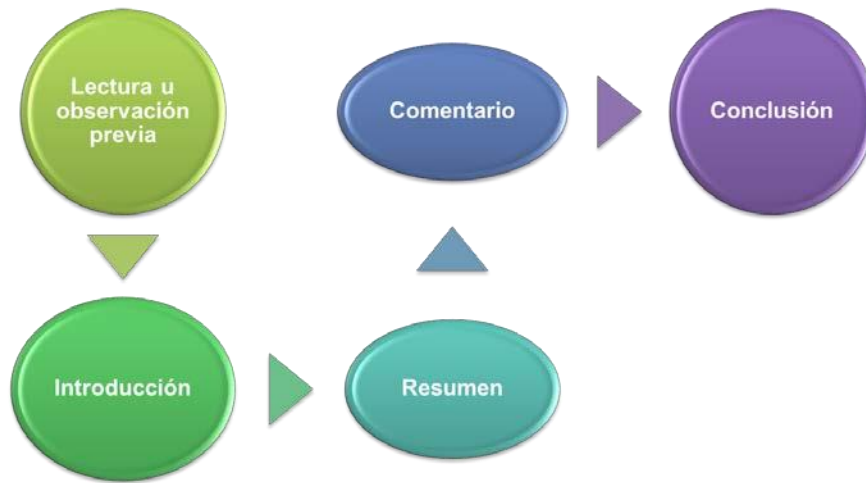 Lectura u
observación
previa
Introducción
Resumen
Comentario
Conclusión